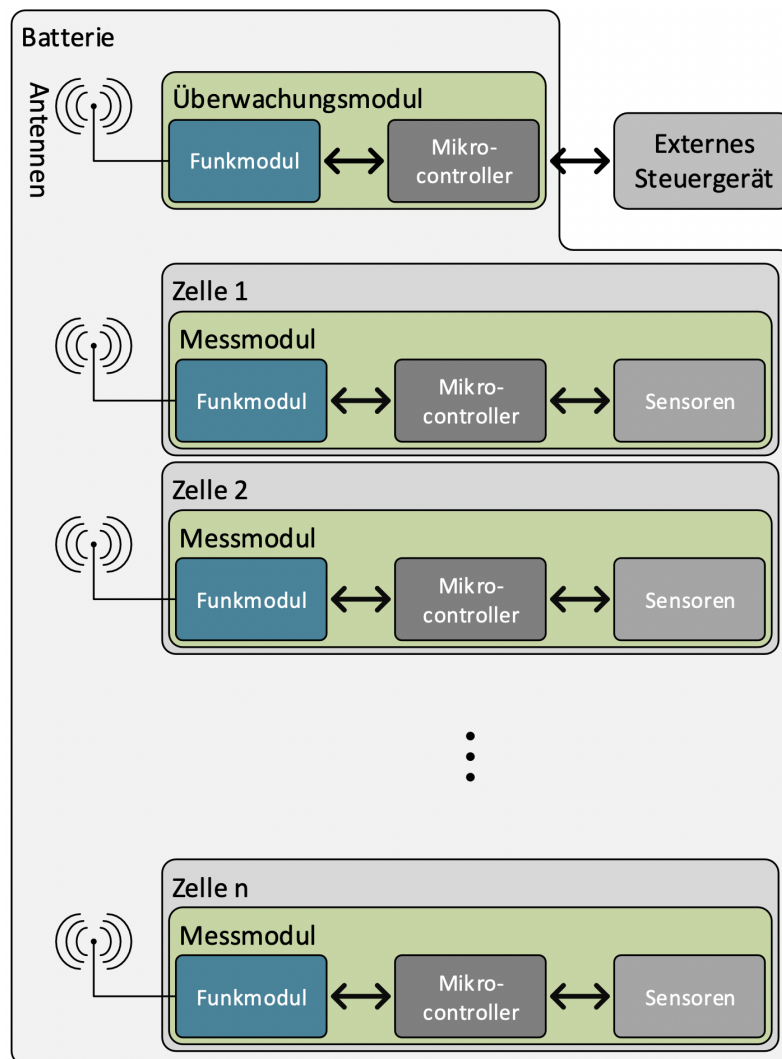 Batterie
Antennen
Überwachungsmodul
Funkmodul
Mikro-
controller
Externes
Steuergerät
Zelle 1
Messmodul
Funkmodul
Mikro-
controller
Sensoren
Zelle 2
Messmodul
Funkmodul
Mikro-
controller
Sensoren
Zelle n
Messmodul
Funkmodul
Mikro-
controller
Sensoren